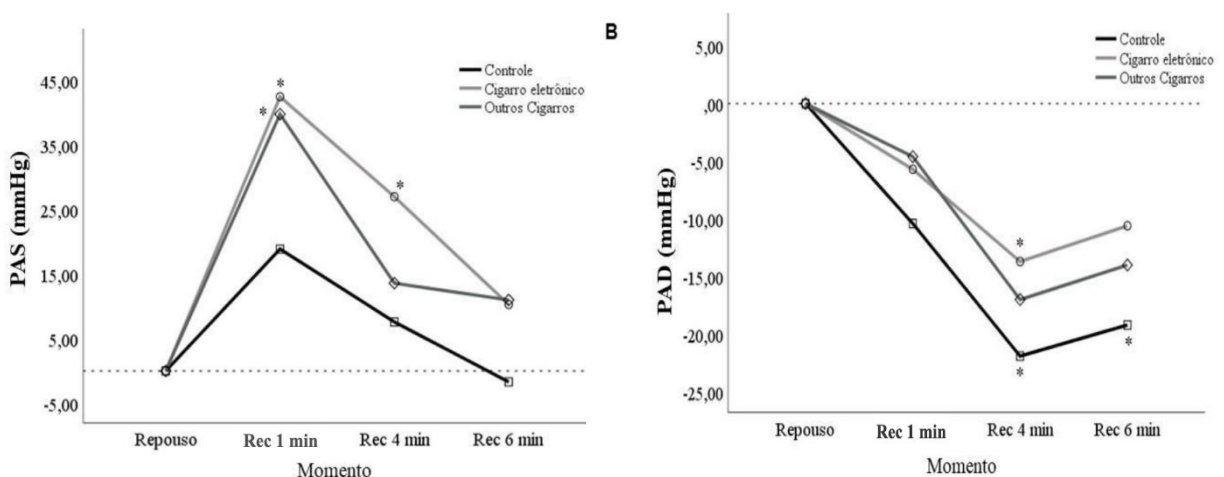 45,00
35,00
25,00
15,00
5,00
-5,00
PAS (mmHg)
Controle
Cigarro eletrônico
Outros Cigarros
*
*
*
Repouso
Rec 1 min
Rec 4 min
Rec 6 min
Momento
B
5,00
,00
-5,00
-10,00
-15,00
-20,00
-25,00
PAD (mmHg)
Controle
Cigarro eletrônico
Outros Cigarros
*
*
*
Repouso
Rec 1 min
Rec 4 min
Rec 6 min
Momento